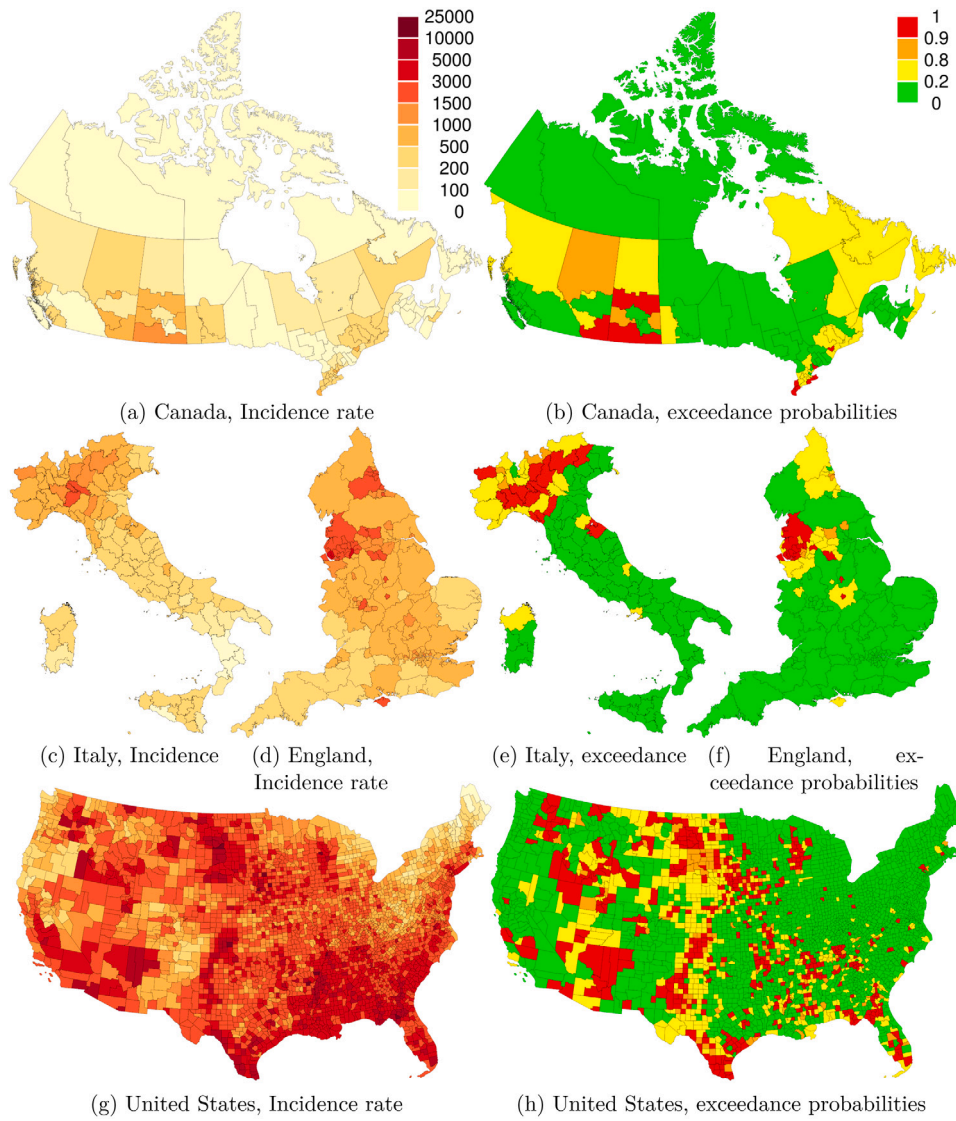 25000
10000
5000
3000
1500
1000
500
200
100
0
1
0.9
0.8
0.2
0
(a) Canada, Incidence rate
(b) Canada, exceedance probabilities
(c) Italy, Incidence
(d) England,
Incidence rate
(e) Italy, exceedance
(f) England, ex-
ceedance probabilities
(g) United States, Incidence rate
(h) United States, exceedance probabilities